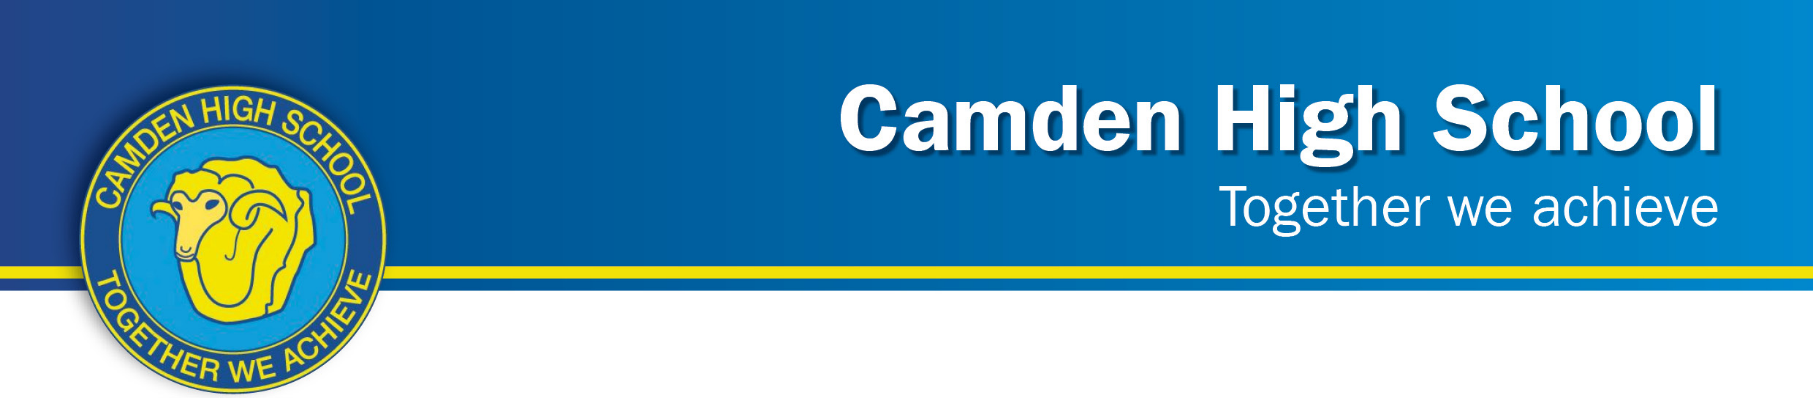 CAMDEN HIGH SCHOOL
TOGETHER WE ACHIEVE
Camden High School
Together we achieve